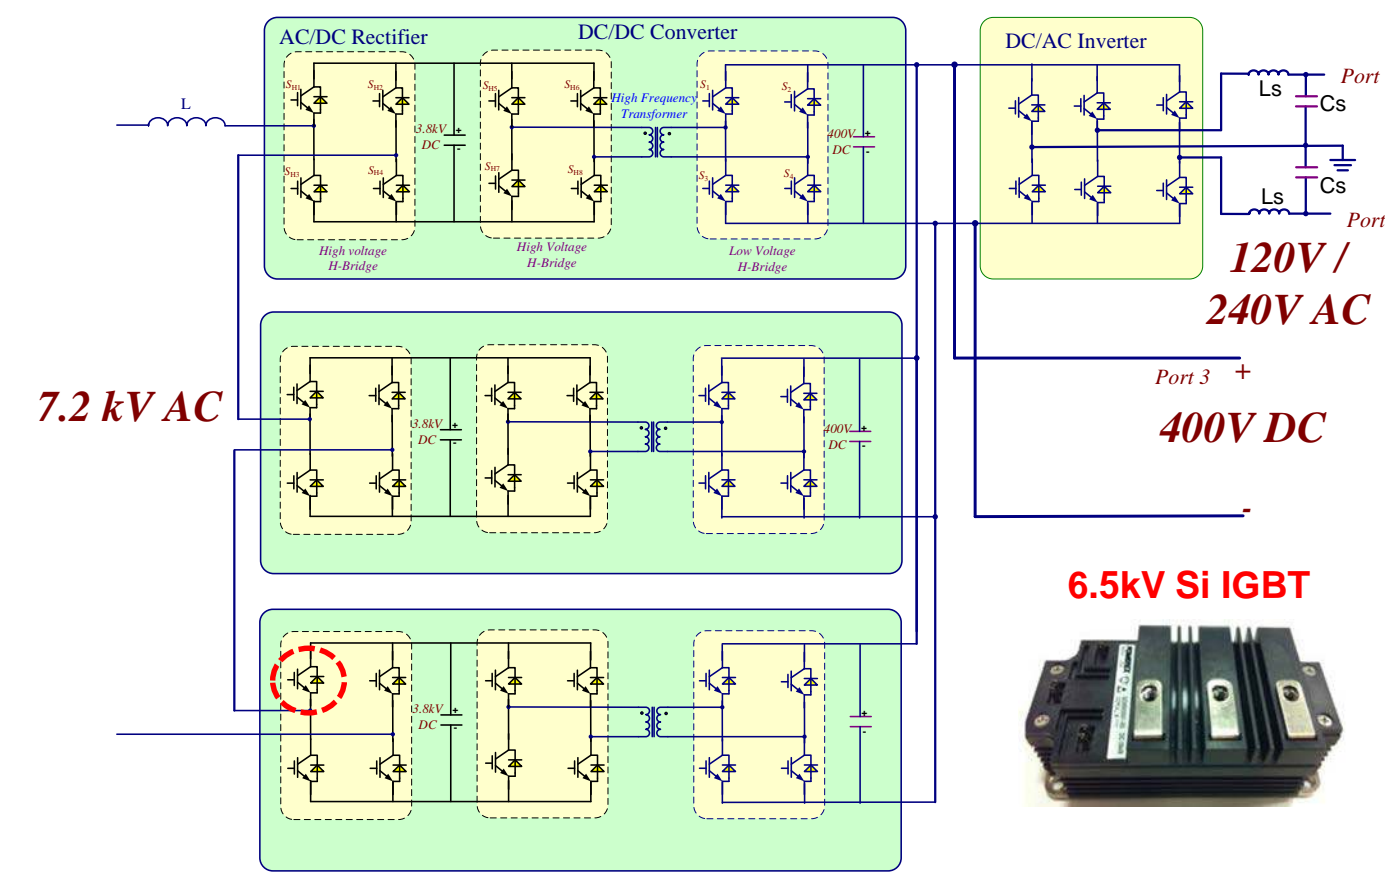 AC/DC Rectifier
DC/DC Converter
DC/AC Inverter
L
SH1
SH2
SH3
SH4
3.8kV
DC
+
-
SH5
SH6
SH7
SH8
High Frequency
Transformer
S1
S2
S3
S4
400V
DC
+
-
High voltage
H-Bridge
High Voltage
H-Bridge
Low Voltage
H-Bridge
Ls
Cs
Port
Cs
Ls
Port
120V /
240V AC
7.2 kV AC
3.8kV
DC
+
-
400V
DC
+
-
Port 3
+
400V DC
-
6.5kV Si IGBT
3.8kV
DC
+
-
+
-